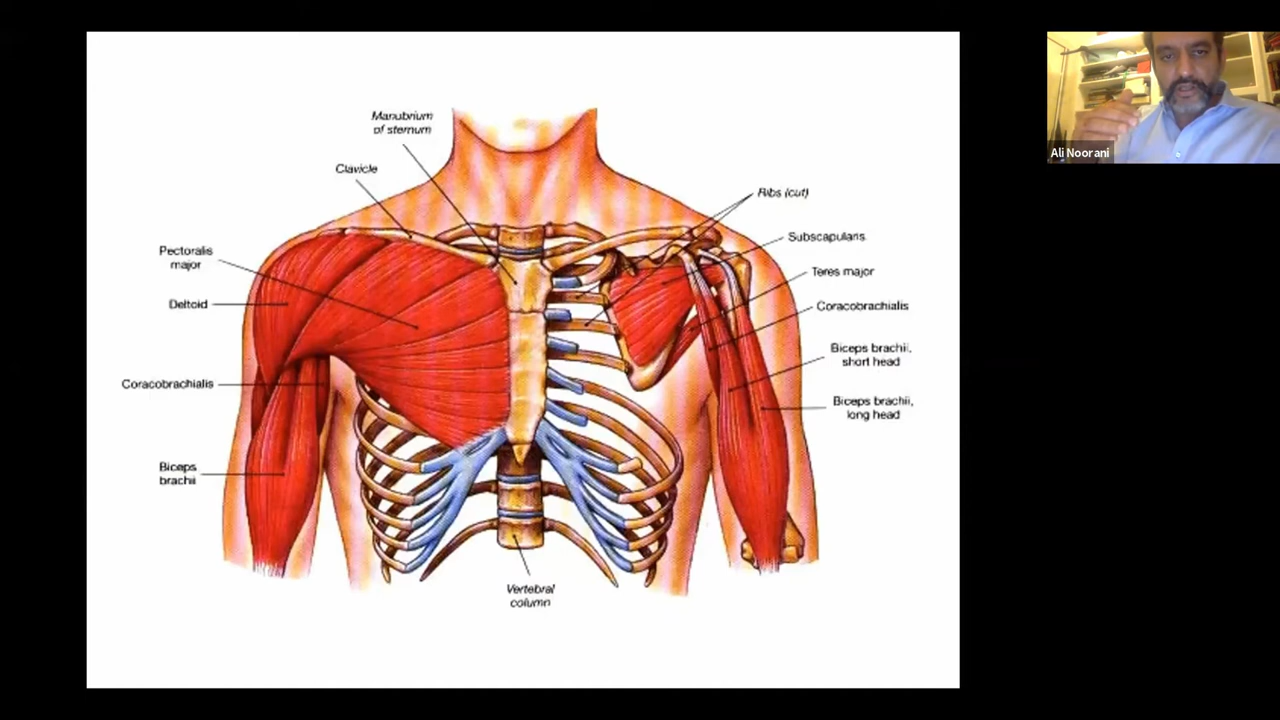 Manubrium
of sternum
Clavicle
Pectoralis
major
Deltoid
Coracobrachialis
Biceps
brachii
Ribs (cut)
Subscapularis
Teres major
Coracobrachialis
Biceps brachii,
short head
Biceps brachii,
long head
Vertebral
column
Ali Noorani